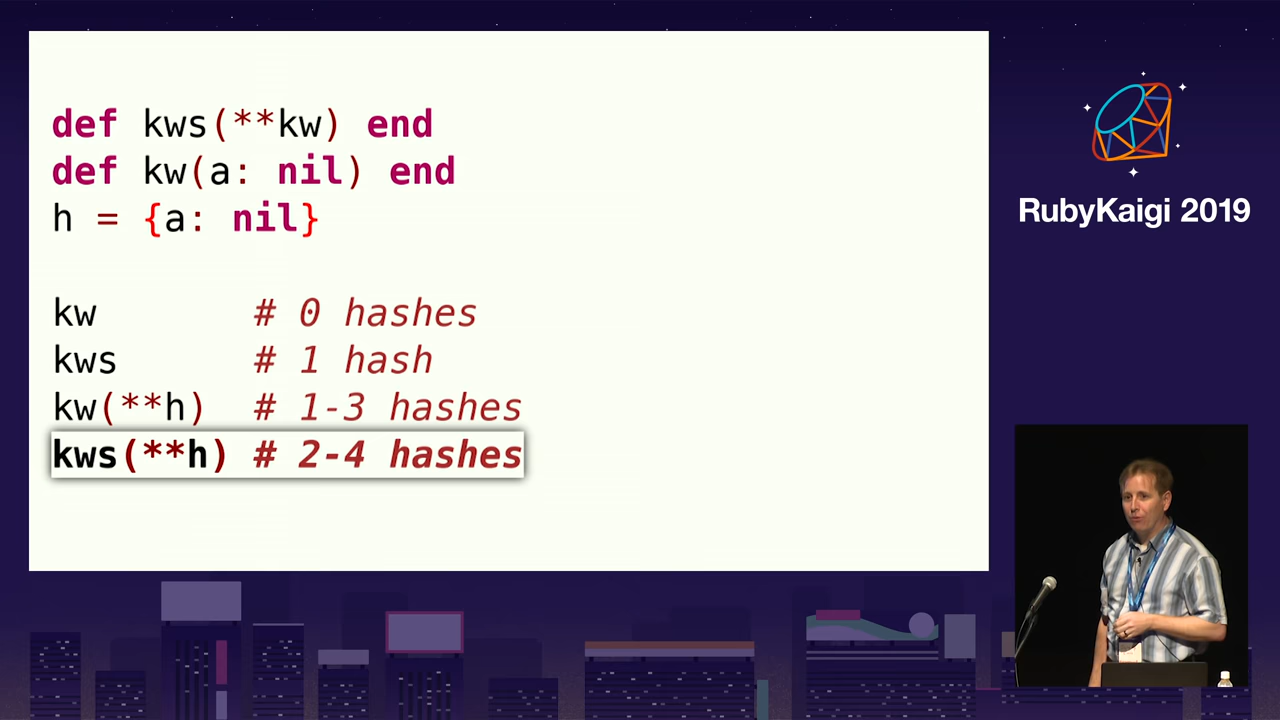 def kws(**kw) end
def kw(a: nil) end
h = {a: nil}
kw # 0 hashes
kws # 1 hash
kw(**h) # 1-3 hashes
kws(**h) # 2-4 hashes
RubyKaigi 2019